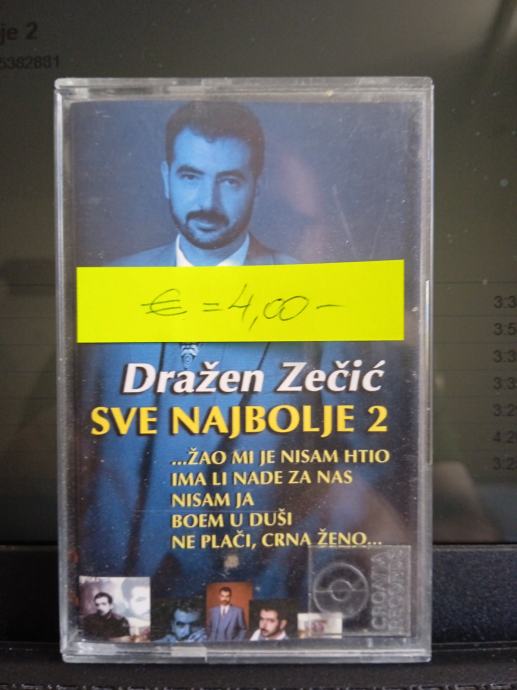 je 2
5382881
€ = 4,00-
Dražen Zečić
SVE NAJBOLJE 2
...ŽAO MI JE NISAM HTIO
IMA LI NADE ZA NAS
NISAM JA
BOEM U DUŠI
NE PLAČI, CRNA ŽENO...
CROATIA